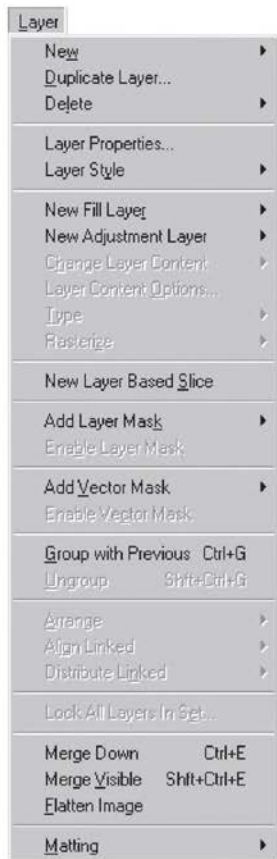 Layer
New
Duplicate Layer...
Delete
Layer Properties...
Layer Style
New Fill Layer
New Adjustment Layer
Change Layer Content
Layer Content Options...
Type
Rasterize
New Layer Based Slice
Add Layer Mask
Enable Layer Mask
Add Vector Mask
Enable Vector Mask
Group with Previous Ctrl+G
Ungroup Shft+Ctrl+G
Arrange
Align Linked
Distribute Linked
Lock All Layers In Set...
Merge Down Ctrl+E
Merge Visible Shft+Ctrl+E
Flatten Image
Matting